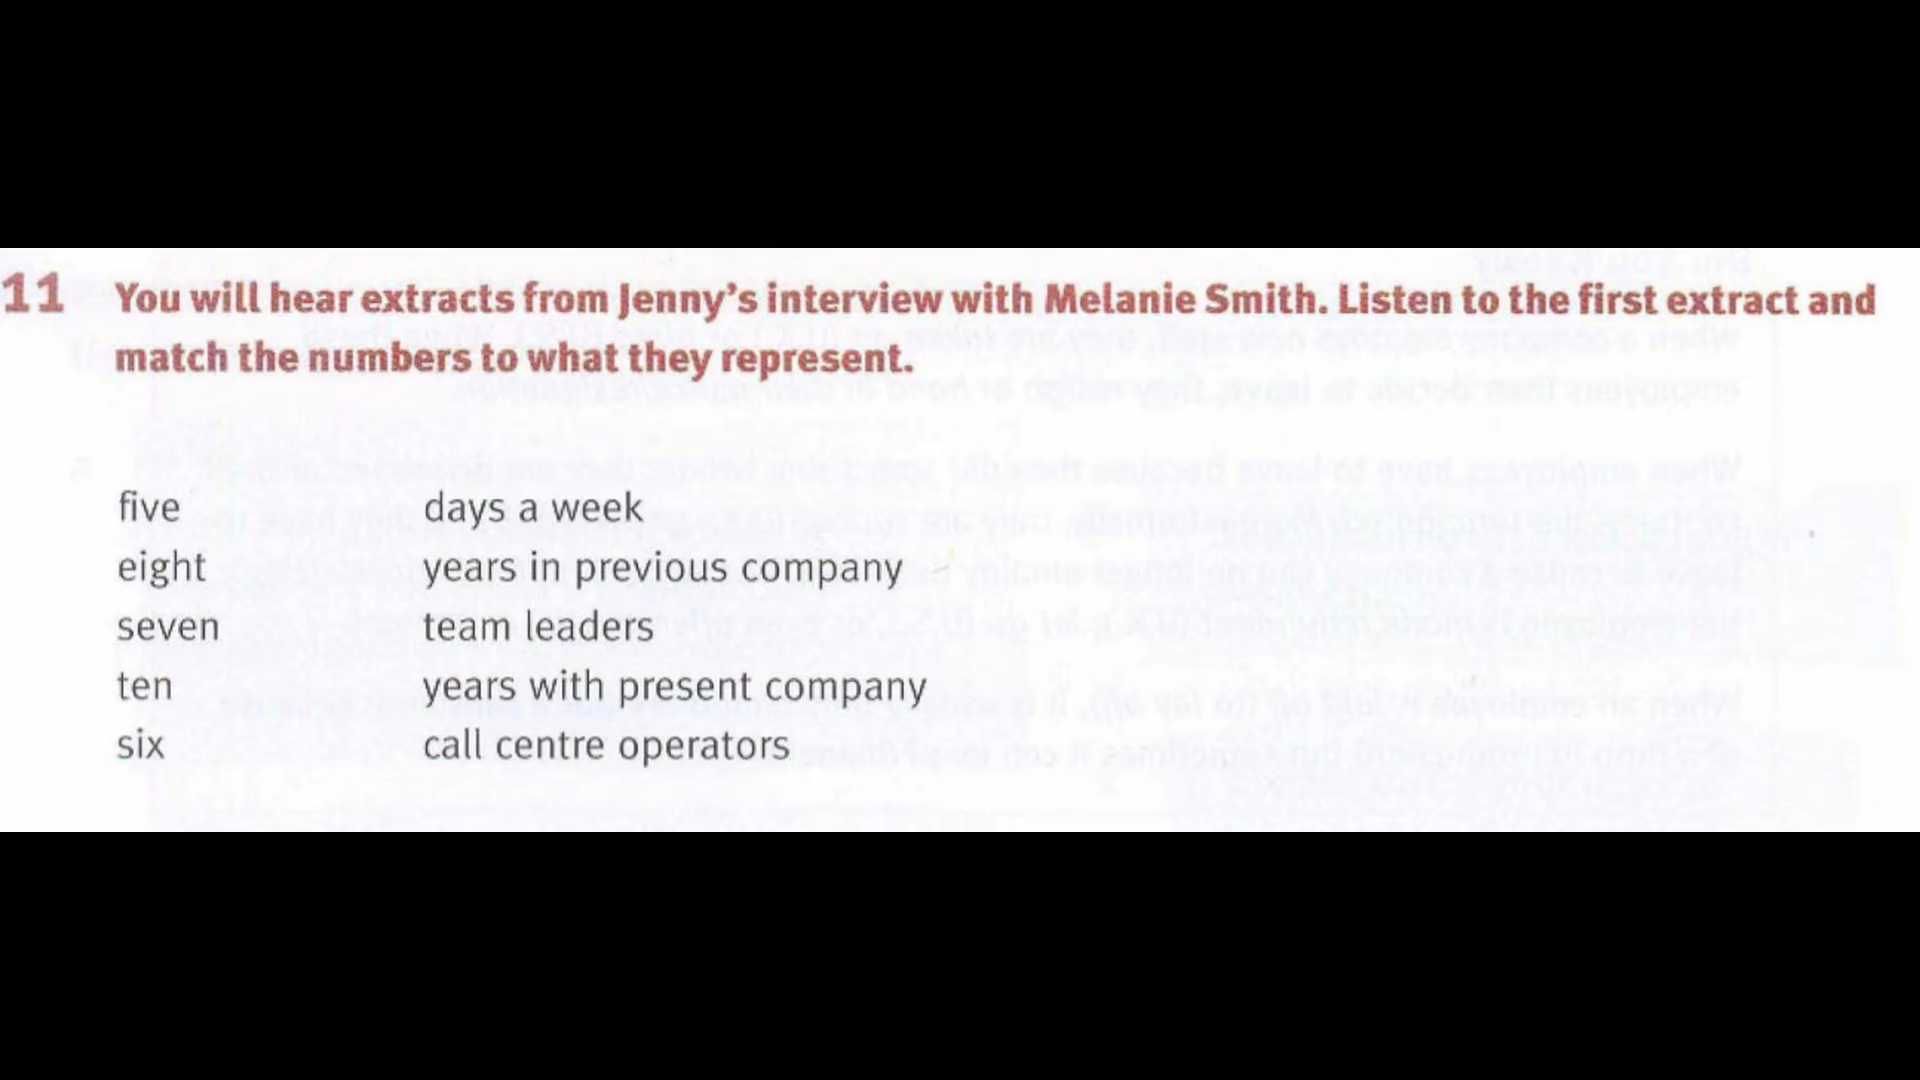 11 You will hear extracts from Jenny's interview with Melanie Smith. Listen to the first extract and
match the numbers to what they represent.
five days a week
eight years in previous company
seven team leaders
ten years with present company
six call centre operators